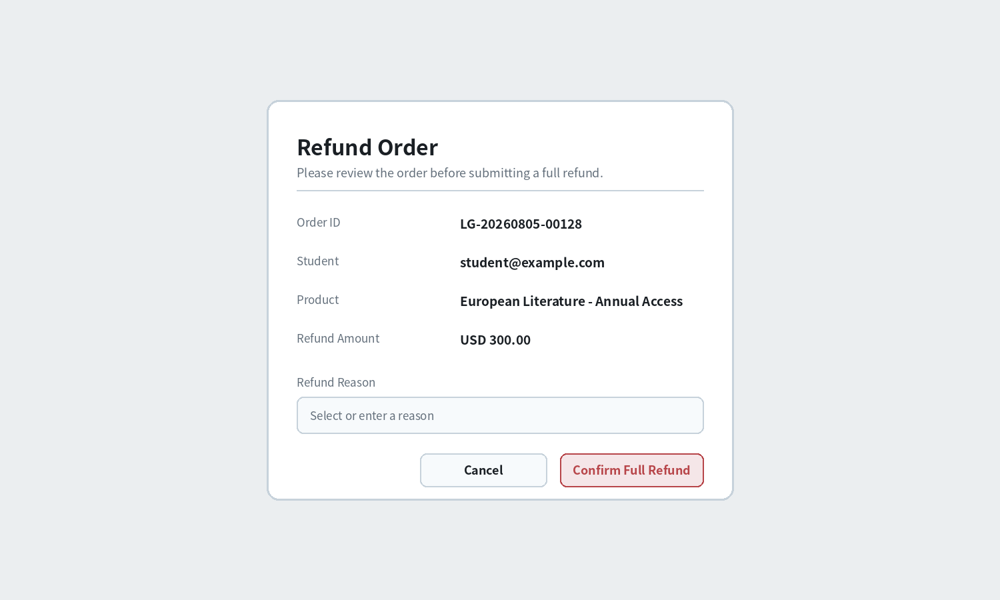 Refund Order
Please review the order before submitting a full refund.
Order ID LG-20260805-00128
Student student@example.com
Product European Literature - Annual Access
Refund Amount USD 300.00
Refund Reason
Select or enter a reason
Cancel Confirm Full Refund